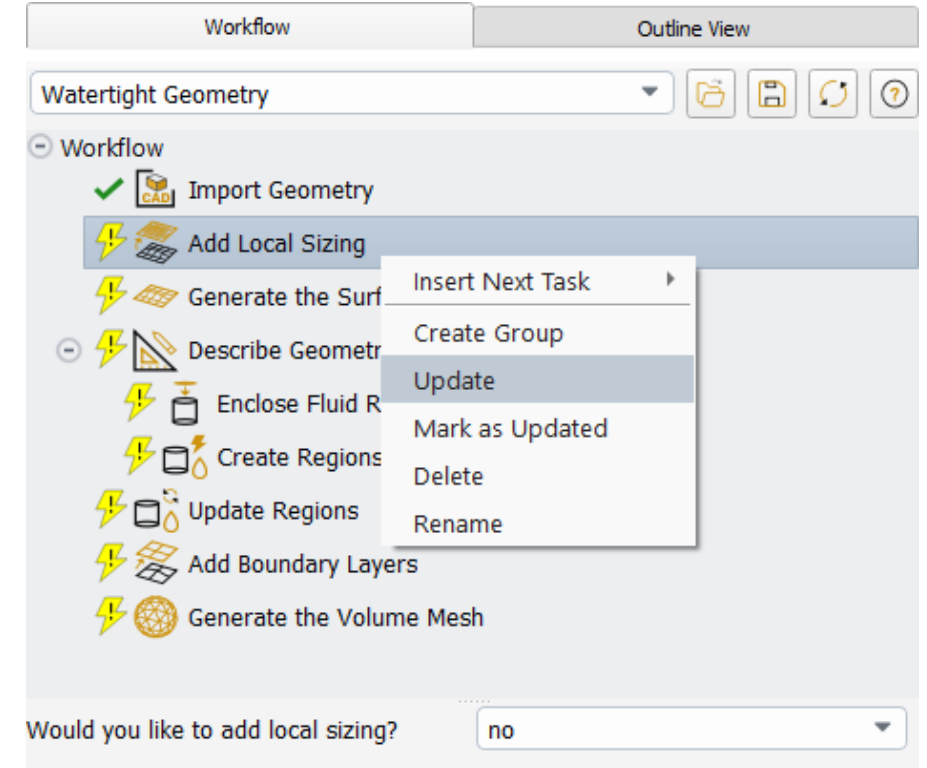 Workflow
Outline View
Watertight Geometry
?
Workflow
CAD
Import Geometry
Add Local Sizing
Insert Next Task
Generate the Surf
Create Group
Describe Geometr
Update
Enclose Fluid R
Mark as Updated
Create Regions
Delete
Update Regions
Rename
Add Boundary Layers
Generate the Volume Mesh
Would you like to add local sizing?
no